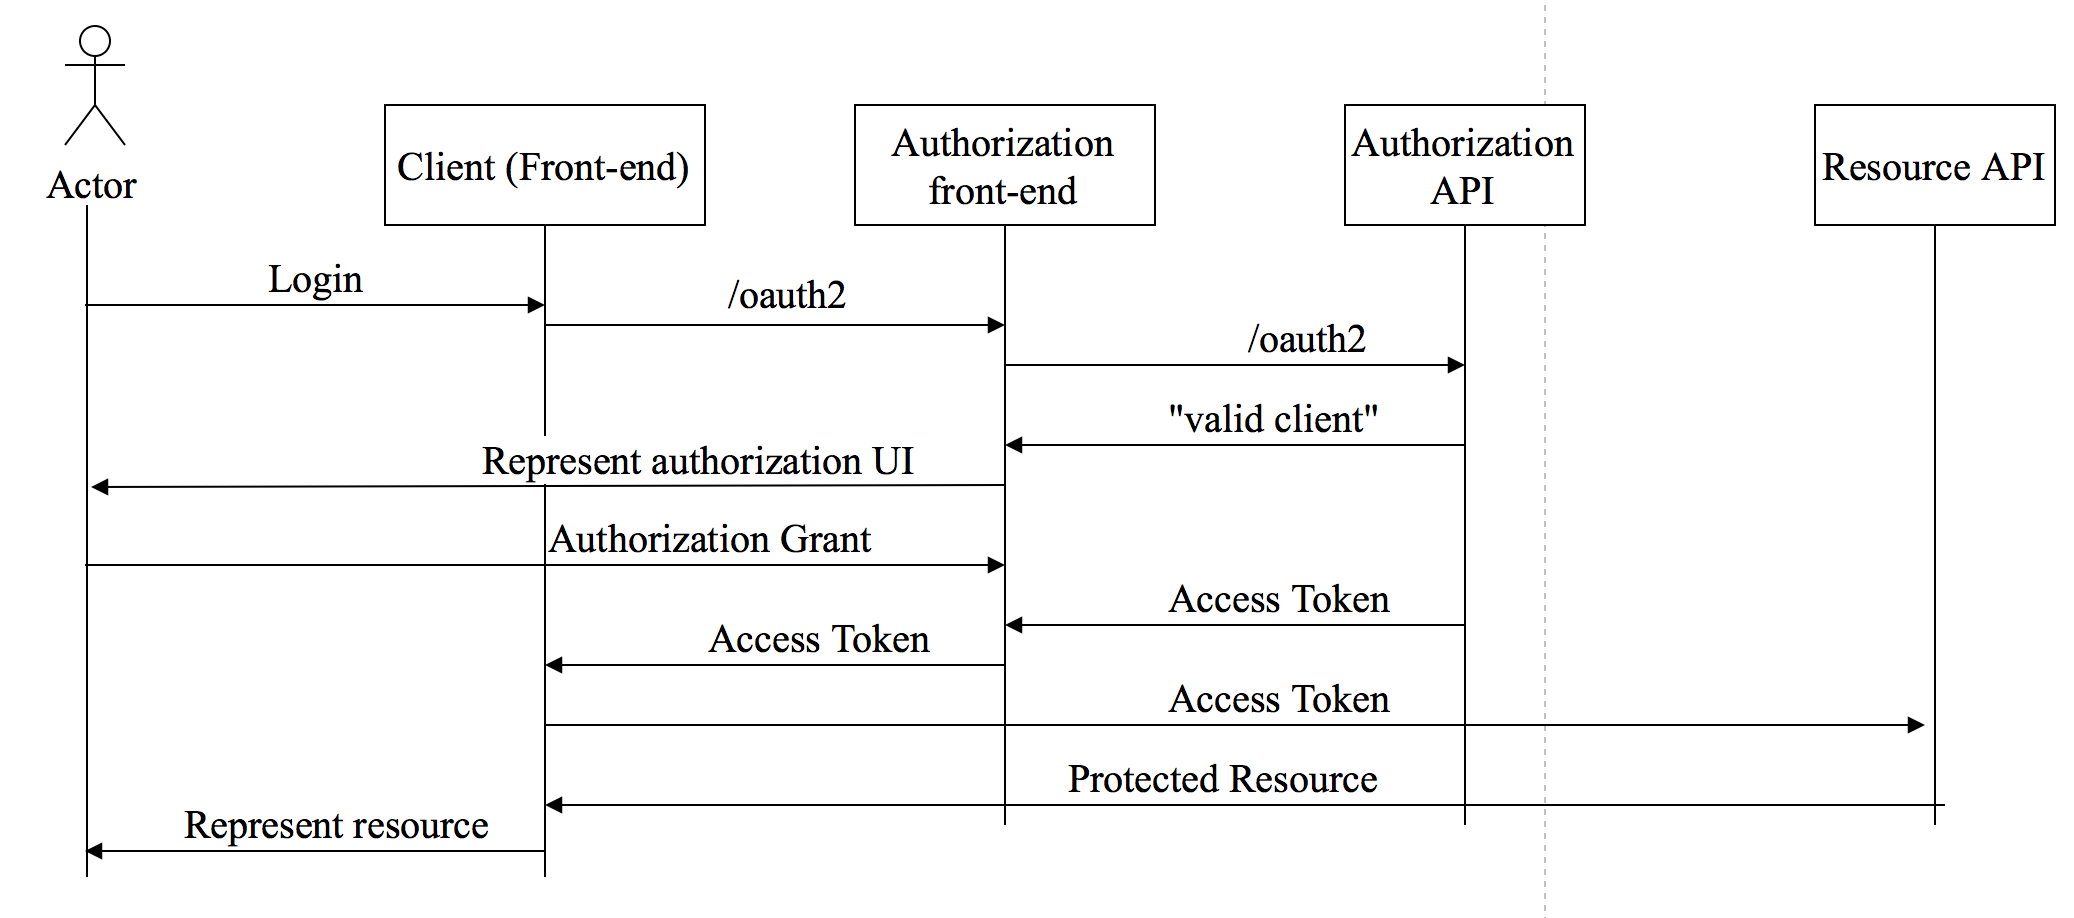 Actor
Client (Front-end)
Authorization
front-end
Authorization
API
Resource API
Login
/oauth2
/oauth2
"valid client"
Represent authorization UI
Authorization Grant
Access Token
Access Token
Access Token
Protected Resource
Represent resource